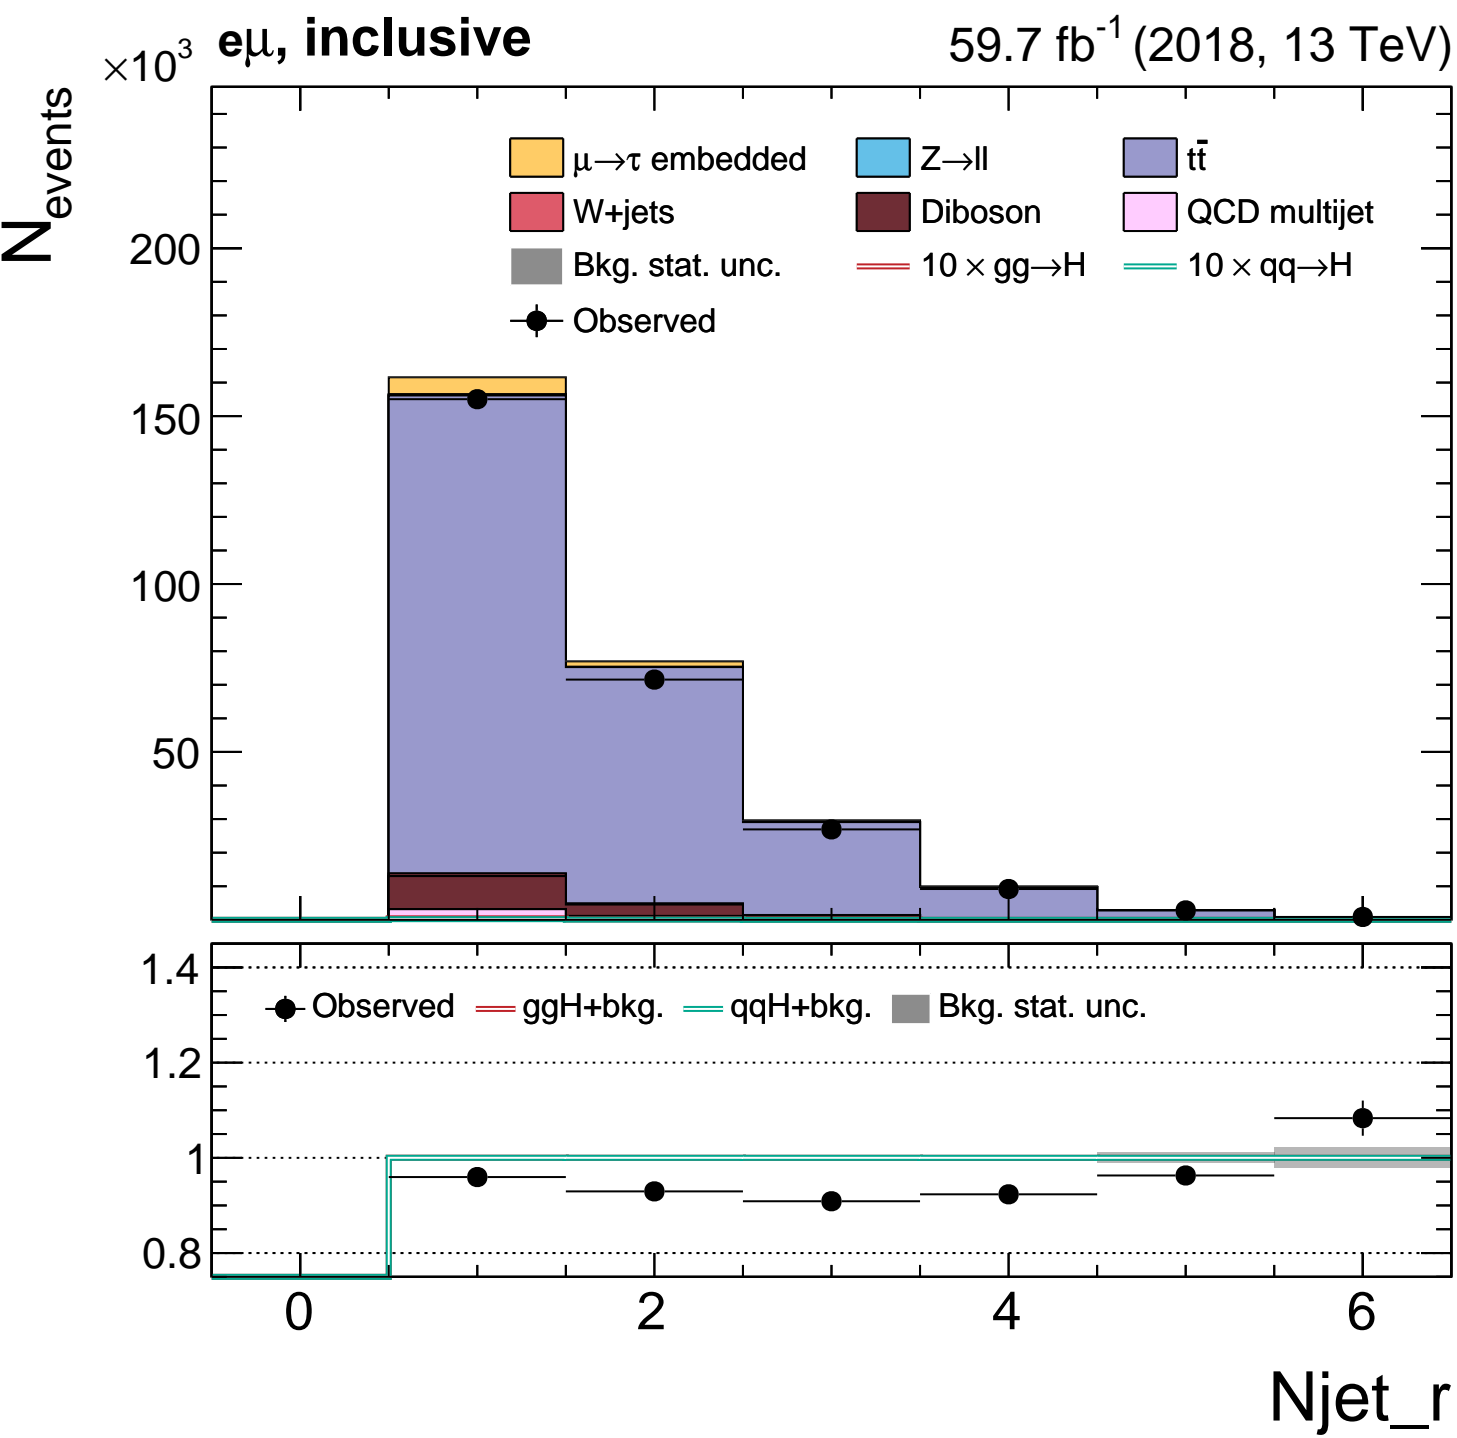 eμ, inclusive 59.7 fb⁻¹ (2018, 13 TeV)
×10³
N_events
μ→τ embedded Z→ll tt̄
W+jets Diboson QCD multijet
Bkg. stat. unc. 10 × gg→H 10 × qq→H
Observed
200
150
100
50
1.4
Observed ggH+bkg. qqH+bkg. Bkg. stat. unc.
1.2
1
0.8
0 2 4 6
Njet_r